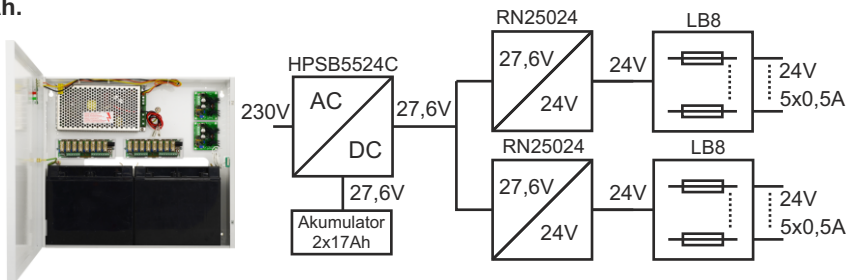 Ah.
RN25024
LB8
HPSB5524C
27,6V
24V
24V
24V
5x0,5A
230V
AC
DC
27,6V
RN25024
LB8
27,6V
24V
24V
24V
5x0,5A
27,6V
Akumulator
2x17Ah